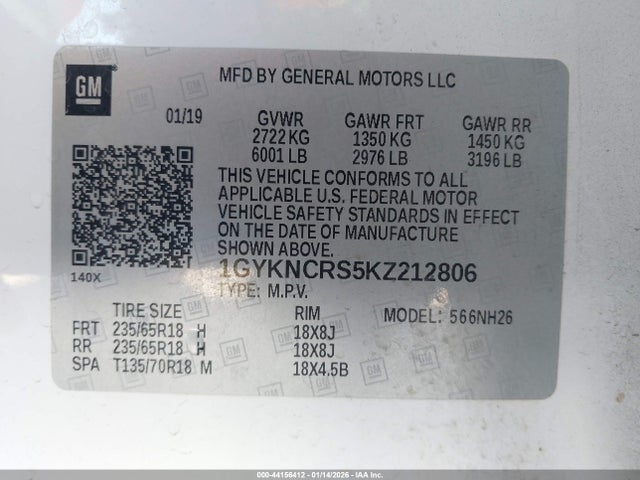 GM
MFD BY GENERAL MOTORS LLC
01/19 GVWR GAWR FRT GAWR RR
2722 KG 1350 KG 1450 KG
6001 LB 2976 LB 3196 LB
THIS VEHICLE CONFORMS TO ALL
APPLICABLE U.S. FEDERAL MOTOR
VEHICLE SAFETY STANDARDS IN EFFECT
ON THE DATE OF MANUFACTURE
SHOWN ABOVE.
140X 1GYKNCRS5KZ212806
TYPE: M.P.V.
TIRE SIZE RIM MODEL: 566NH26
FRT 235/65R18 H 18X8J
RR 235/65R18 H 18X8J
SPA T135/70R18 M 18X4.5B
000-44156412 - 01/14/2026 - IAA Inc.